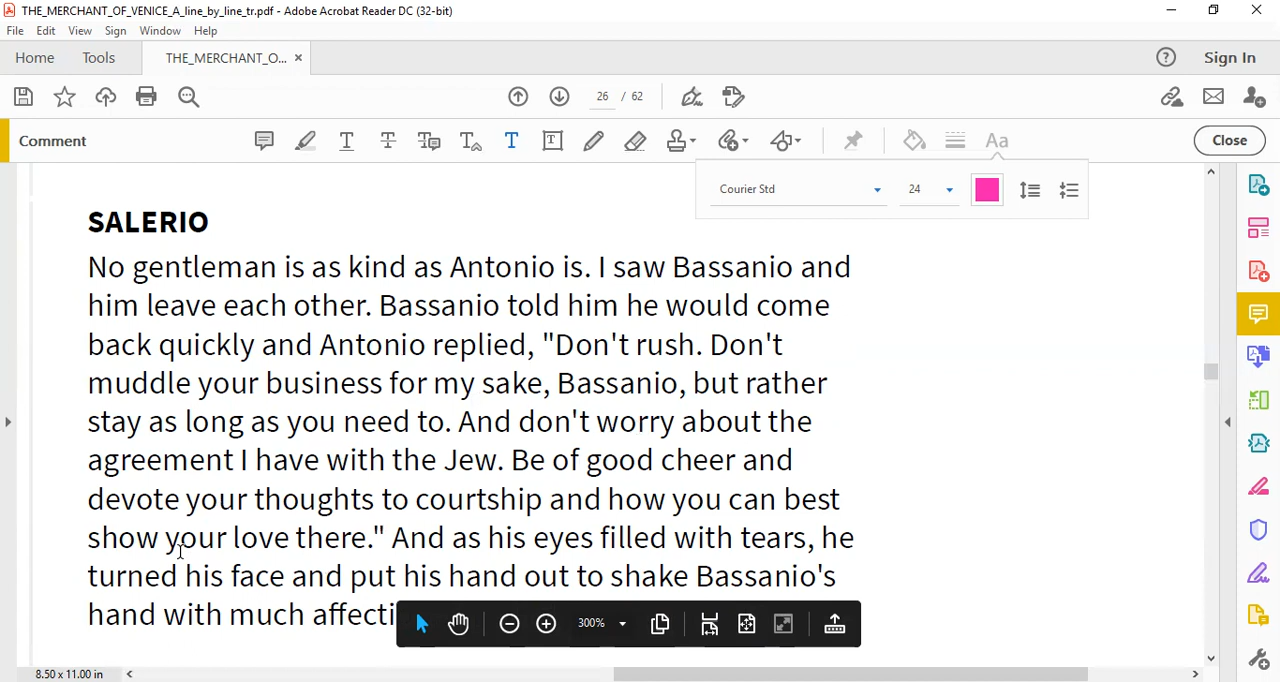 THE_MERCHANT_OF_VENICE_A_line_by_line_tr.pdf - Adobe Acrobat Reader DC (32-bit)
File Edit View Sign Window Help
Home Tools THE_MERCHANT_O... × Sign In
26 / 62
Comment Close
Courier Std 24
SALERIO
No gentleman is as kind as Antonio is. I saw Bassanio and
him leave each other. Bassanio told him he would come
back quickly and Antonio replied, "Don't rush. Don't
muddle your business for my sake, Bassanio, but rather
stay as long as you need to. And don't worry about the
agreement I have with the Jew. Be of good cheer and
devote your thoughts to courtship and how you can best
show your love there." And as his eyes filled with tears, he
turned his face and put his hand out to shake Bassanio's
hand with much affecti
300%
8.50 x 11.00 in